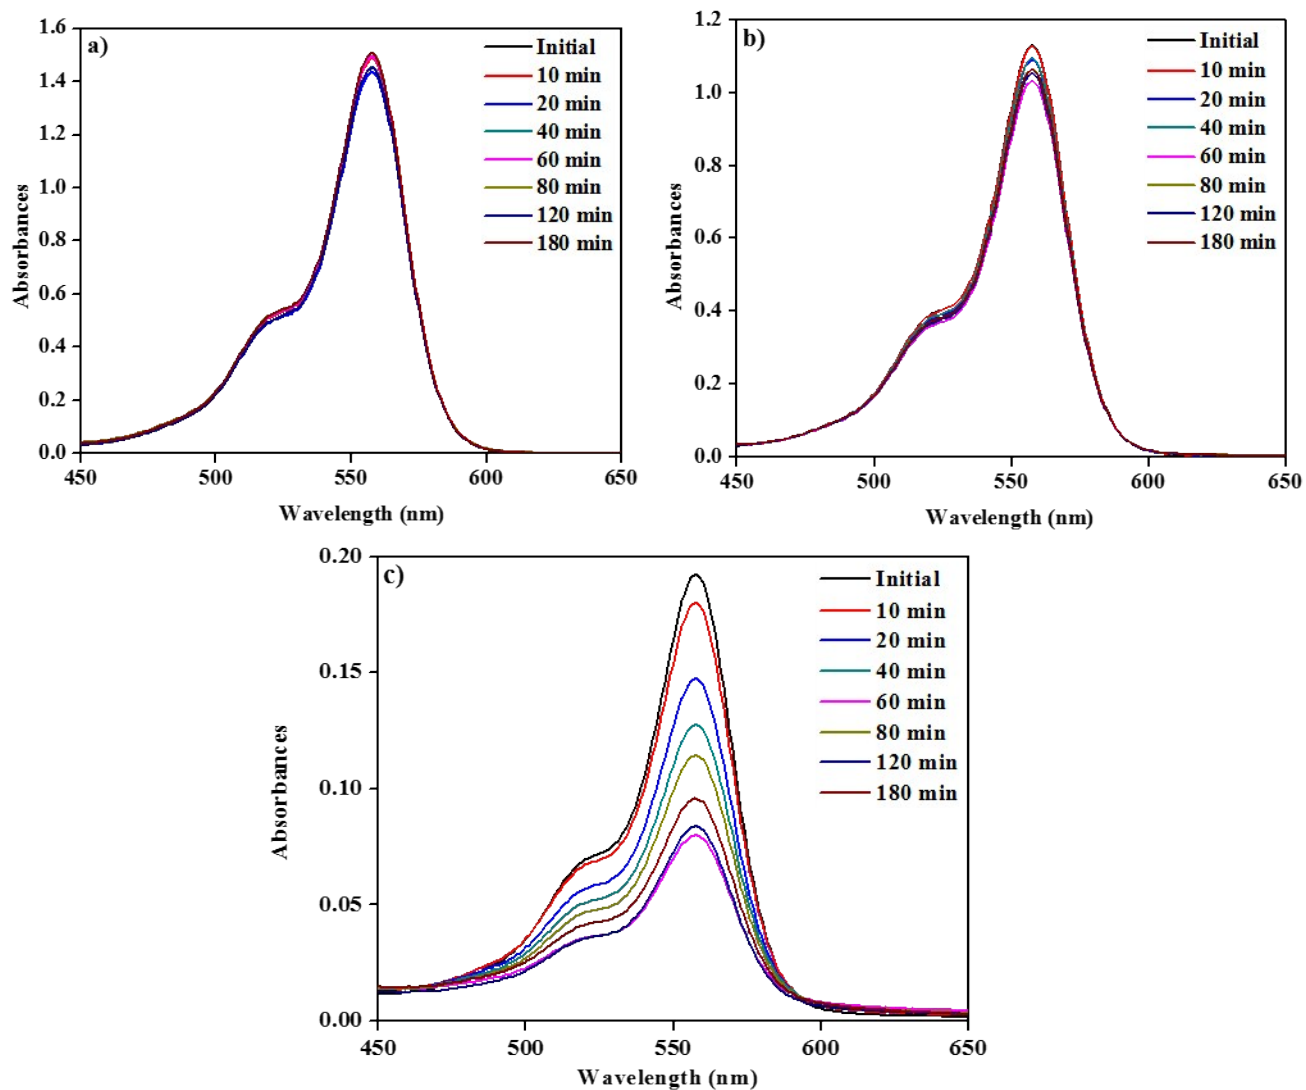 a)
1.6
1.4
1.2
1.0
0.8
0.6
0.4
0.2
0.0
Absorbances
450 500 550 600 650
Wavelength (nm)
Initial
10 min
20 min
40 min
60 min
80 min
120 min
180 min
b)
1.2
1.0
0.8
0.6
0.4
0.2
0.0
Absorbances
450 500 550 600 650
Wavelength (nm)
Initial
10 min
20 min
40 min
60 min
80 min
120 min
180 min
c)
0.20
0.15
0.10
0.05
0.00
Absorbances
450 500 550 600 650
Wavelength (nm)
Initial
10 min
20 min
40 min
60 min
80 min
120 min
180 min